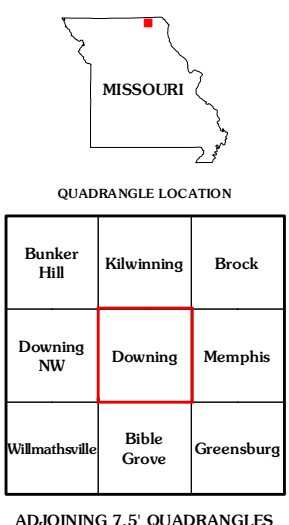 MISSOURI
QUADRANGLE LOCATION
Bunker
Hill
Kilwinning
Brock
Downing
NW
Downing
Memphis
Willmathsville
Bible
Grove
Greensburg
ADJOINING 7.5' QUADRANGLES